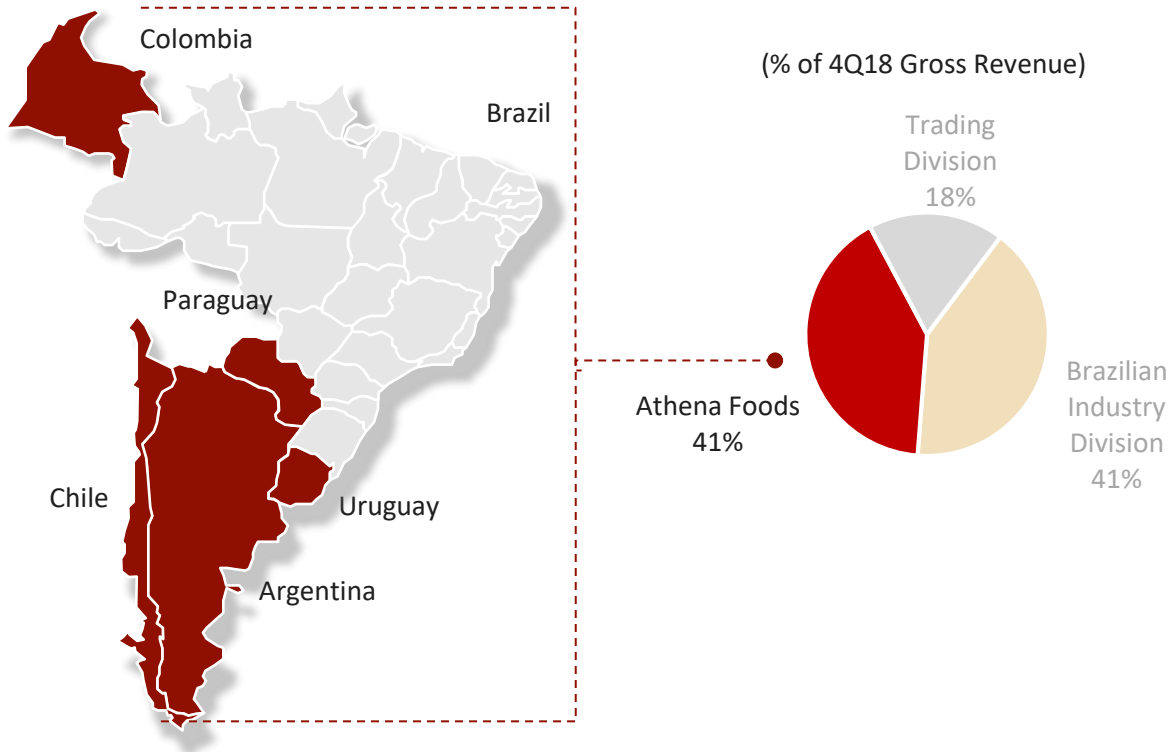 Colombia
Brazil
Paraguay
Chile
Uruguay
Argentina
(% of 4Q18 Gross Revenue)
Trading
Division
18%
Athena Foods
41%
Brazilian
Industry
Division
41%